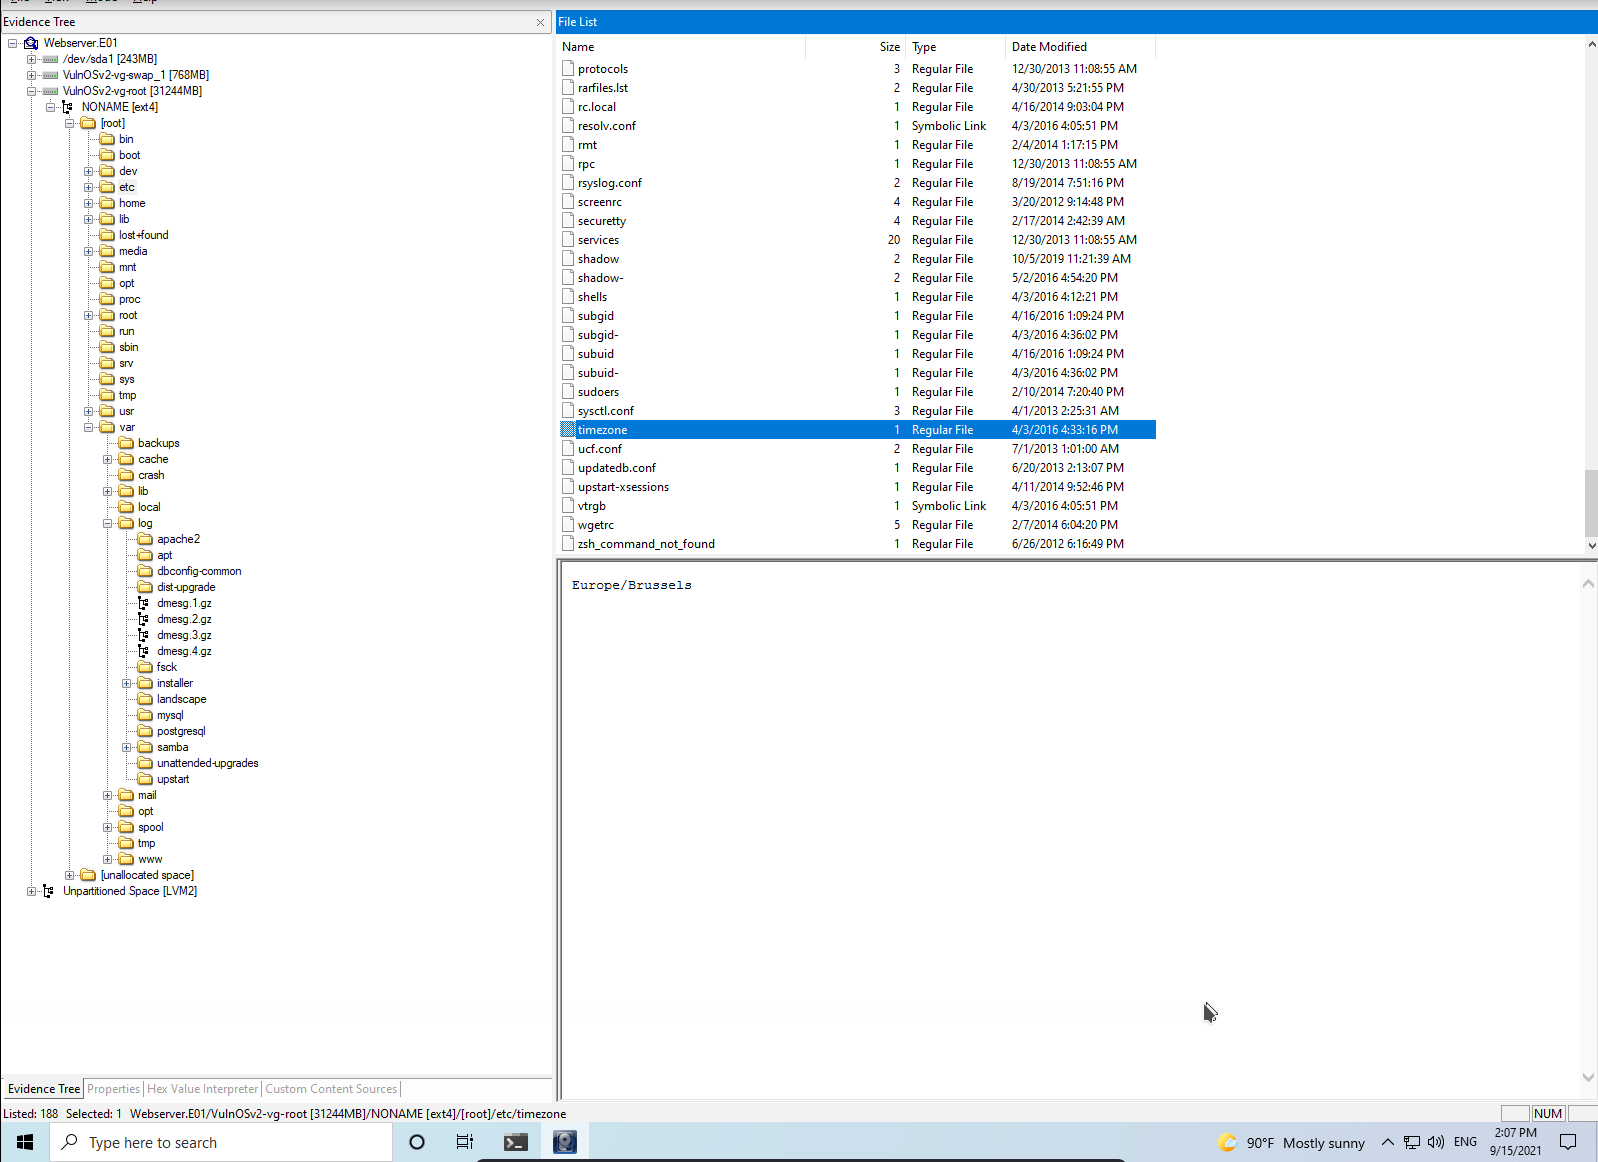 File View Mode Help
Evidence Tree
Webserver.E01
/dev/sda1 [243MB]
VulnOSv2-vg-swap_1 [768MB]
VulnOSv2-vg-root [31244MB]
NONAME [ext4]
[root]
bin
boot
dev
etc
home
lib
lost+found
media
mnt
opt
proc
root
run
sbin
srv
sys
tmp
usr
var
backups
cache
crash
lib
local
log
apache2
apt
dbconfig-common
dist-upgrade
dmesg.1.gz
dmesg.2.gz
dmesg.3.gz
dmesg.4.gz
fsck
installer
landscape
mysql
postgresql
samba
unattended-upgrades
upstart
mail
opt
spool
tmp
www
[unallocated space]
Unpartitioned Space [LVM2]
Evidence Tree Properties Hex Value Interpreter Custom Content Sources
File List
Name Size Type Date Modified
protocols 3 Regular File 12/30/2013 11:08:55 AM
rarfiles.lst 2 Regular File 4/30/2013 5:21:55 PM
rc.local 1 Regular File 4/16/2014 9:03:04 PM
resolv.conf 1 Symbolic Link 4/3/2016 4:05:51 PM
rmt 1 Regular File 2/4/2014 1:17:15 PM
rpc 1 Regular File 12/30/2013 11:08:55 AM
rsyslog.conf 2 Regular File 8/19/2014 7:51:16 PM
screenrc 4 Regular File 3/20/2012 9:14:48 PM
securetty 4 Regular File 2/17/2014 2:42:39 AM
services 20 Regular File 12/30/2013 11:08:55 AM
shadow 2 Regular File 10/5/2019 11:21:39 AM
shadow- 2 Regular File 5/2/2016 4:54:20 PM
shells 1 Regular File 4/3/2016 4:12:21 PM
subgid 1 Regular File 4/16/2016 1:09:24 PM
subgid- 1 Regular File 4/3/2016 4:36:02 PM
subuid 1 Regular File 4/16/2016 1:09:24 PM
subuid- 1 Regular File 4/3/2016 4:36:02 PM
sudoers 1 Regular File 2/10/2014 7:20:40 PM
sysctl.conf 3 Regular File 4/1/2013 2:25:31 AM
timezone 1 Regular File 4/3/2016 4:33:16 PM
ucf.conf 2 Regular File 7/1/2013 1:01:00 AM
updatedb.conf 1 Regular File 6/20/2013 2:13:07 PM
upstart-xsessions 1 Regular File 4/11/2014 9:52:46 PM
vtrgb 1 Symbolic Link 4/3/2016 4:05:51 PM
wgetrc 5 Regular File 2/7/2014 6:04:20 PM
zsh_command_not_found 1 Regular File 6/26/2012 6:16:49 PM
Europe/Brussels
Listed: 188 Selected: 1 Webserver.E01/VulnOSv2-vg-root [31244MB]/NONAME [ext4]/[root]/etc/timezone
NUM
Type here to search
90°F Mostly sunny
ENG
2:07 PM
9/15/2021